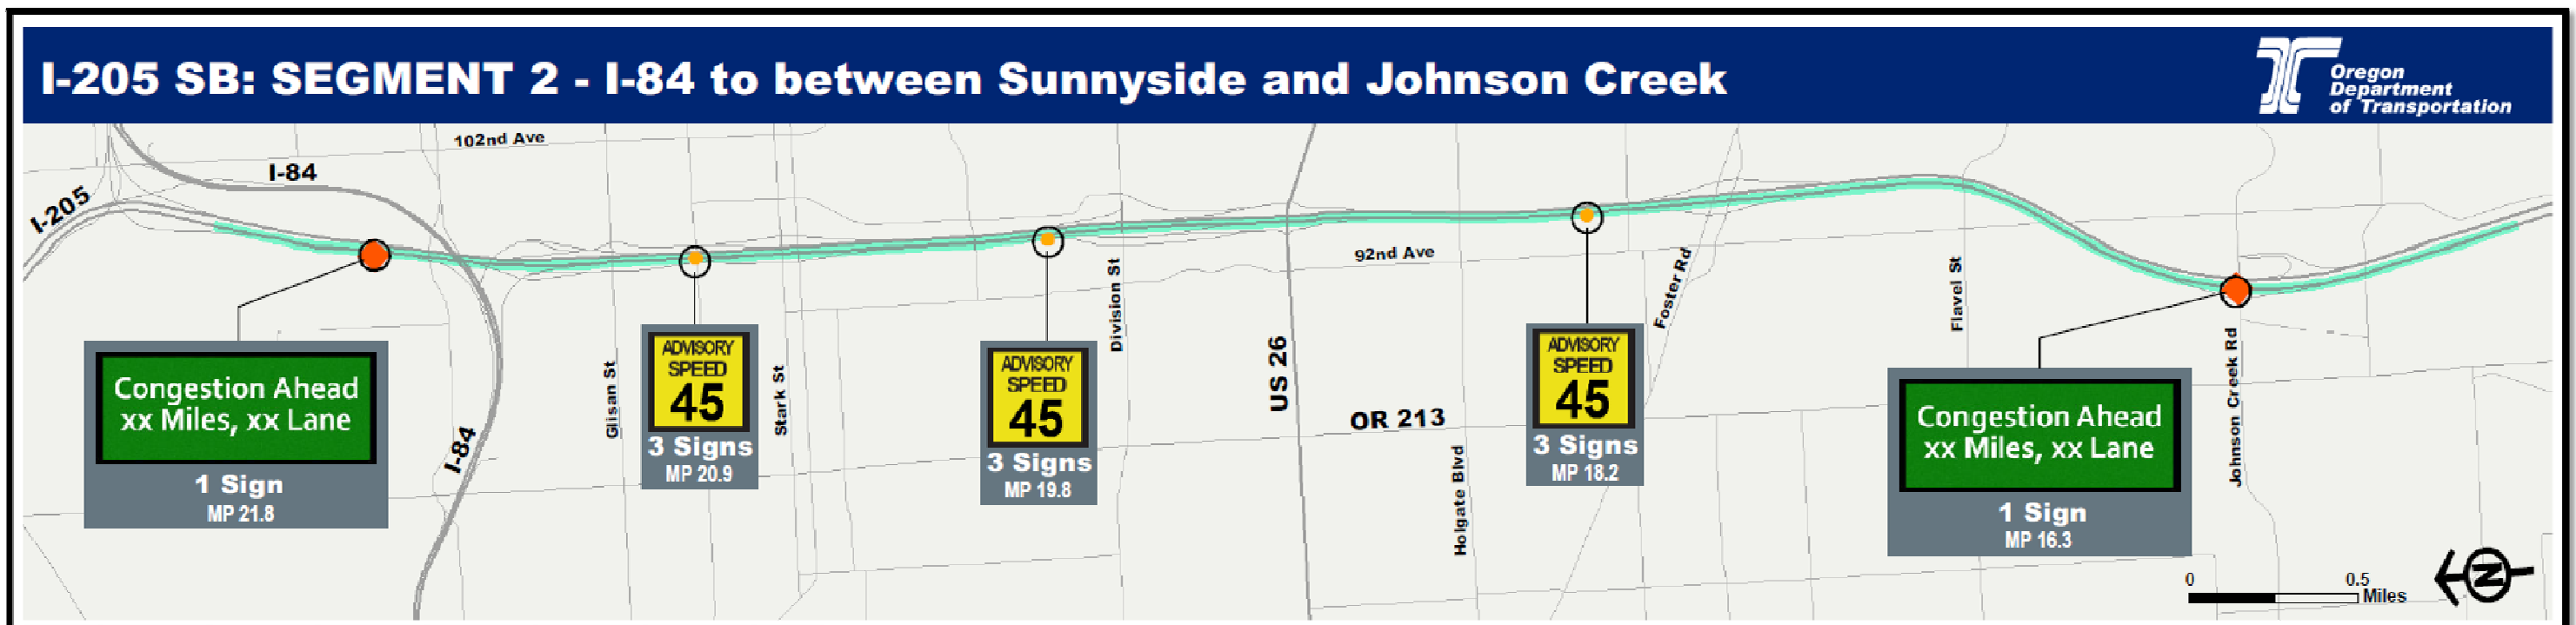 I-205 SB: SEGMENT 2 - I-84 to between Sunnyside and Johnson Creek
Oregon
Department
of Transportation
102nd Ave
I-84
I-205
92nd Ave
Foster Rd
Flavel St
Division St
US 26
Glisan St
Stark St
I-84
OR 213
Holgate Blvd
Johnson Creek Rd
Congestion Ahead
xx Miles, xx Lane
1 Sign
MP 21.8
ADVISORY
SPEED
45
3 Signs
MP 20.9
ADVISORY
SPEED
45
3 Signs
MP 19.8
ADVISORY
SPEED
45
3 Signs
MP 18.2
Congestion Ahead
xx Miles, xx Lane
1 Sign
MP 16.3
0 0.5
Miles
N